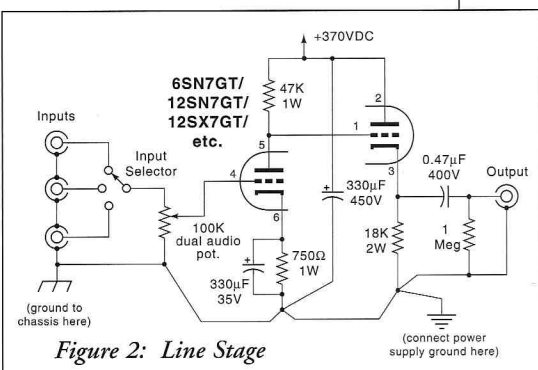 +370VDC
6SN7GT/
12SN7GT/
12SX7GT/
etc.
47K
1W
2
1
3
5
4
6
Inputs
Input
Selector
100K
dual audio
pot.
330µF
450V
0.47µF
400V
Output
750Ω
1W
330µF
35V
18K
2W
1
Meg
(ground to
chassis here)
(connect power
supply ground here)
Figure 2: Line Stage